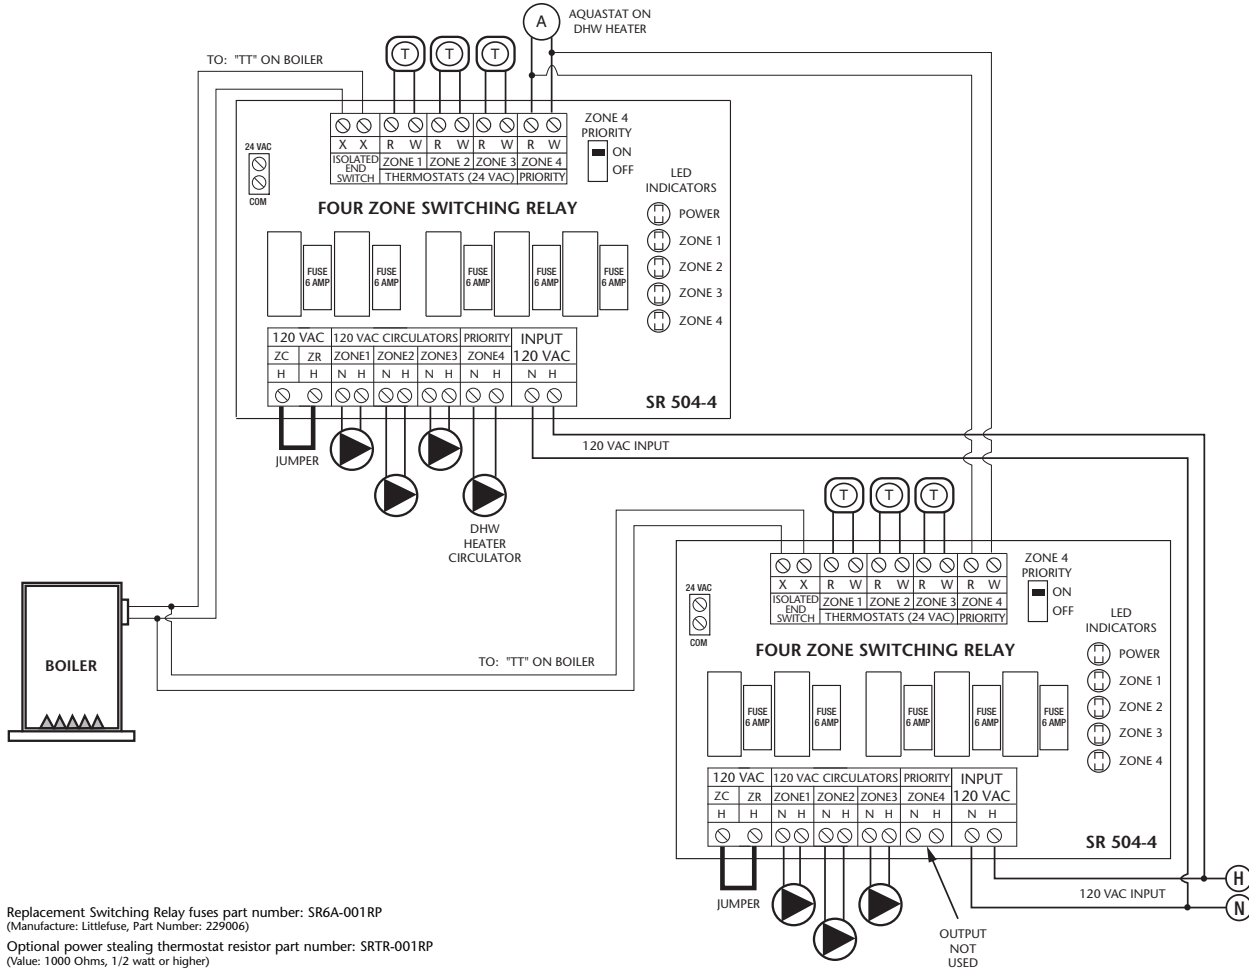 AQUASTAT ON
DHW HEATER
A
TO: "TT" ON BOILER
T T T
ZONE 4
PRIORITY
ON
OFF
24 VAC
COM
X X R W R W R W R W
ISOLATED
END
SWITCH
ZONE 1 ZONE 2 ZONE 3 ZONE 4
THERMOSTATS (24 VAC) PRIORITY
LED
INDICATORS
POWER
ZONE 1
ZONE 2
ZONE 3
ZONE 4
FOUR ZONE SWITCHING RELAY
FUSE
6 AMP
FUSE
6 AMP
FUSE
6 AMP
FUSE
6 AMP
FUSE
6 AMP
120 VAC 120 VAC CIRCULATORS PRIORITY INPUT
120 VAC
ZC ZR ZONE1 ZONE2 ZONE3 ZONE4
H H N H N H N H N H N H
SR 504-4
JUMPER
120 VAC INPUT
DHW
HEATER
CIRCULATOR
T T T
ZONE 4
PRIORITY
ON
OFF
24 VAC
COM
X X R W R W R W R W
ISOLATED
END
SWITCH
ZONE 1 ZONE 2 ZONE 3 ZONE 4
THERMOSTATS (24 VAC) PRIORITY
LED
INDICATORS
POWER
ZONE 1
ZONE 2
ZONE 3
ZONE 4
BOILER
TO: "TT" ON BOILER
FOUR ZONE SWITCHING RELAY
FUSE
6 AMP
FUSE
6 AMP
FUSE
6 AMP
FUSE
6 AMP
FUSE
6 AMP
120 VAC 120 VAC CIRCULATORS PRIORITY INPUT
120 VAC
ZC ZR ZONE1 ZONE2 ZONE3 ZONE4
H H N H N H N H N H N H
SR 504-4
H
120 VAC INPUT
N
JUMPER
OUTPUT
NOT
USED
Replacement Switching Relay fuses part number: SR6A-001RP
(Manufacture: Littlefuse, Part Number: 229006)
Optional power stealing thermostat resistor part number: SRTR-001RP
(Value: 1000 Ohms, 1/2 watt or higher)